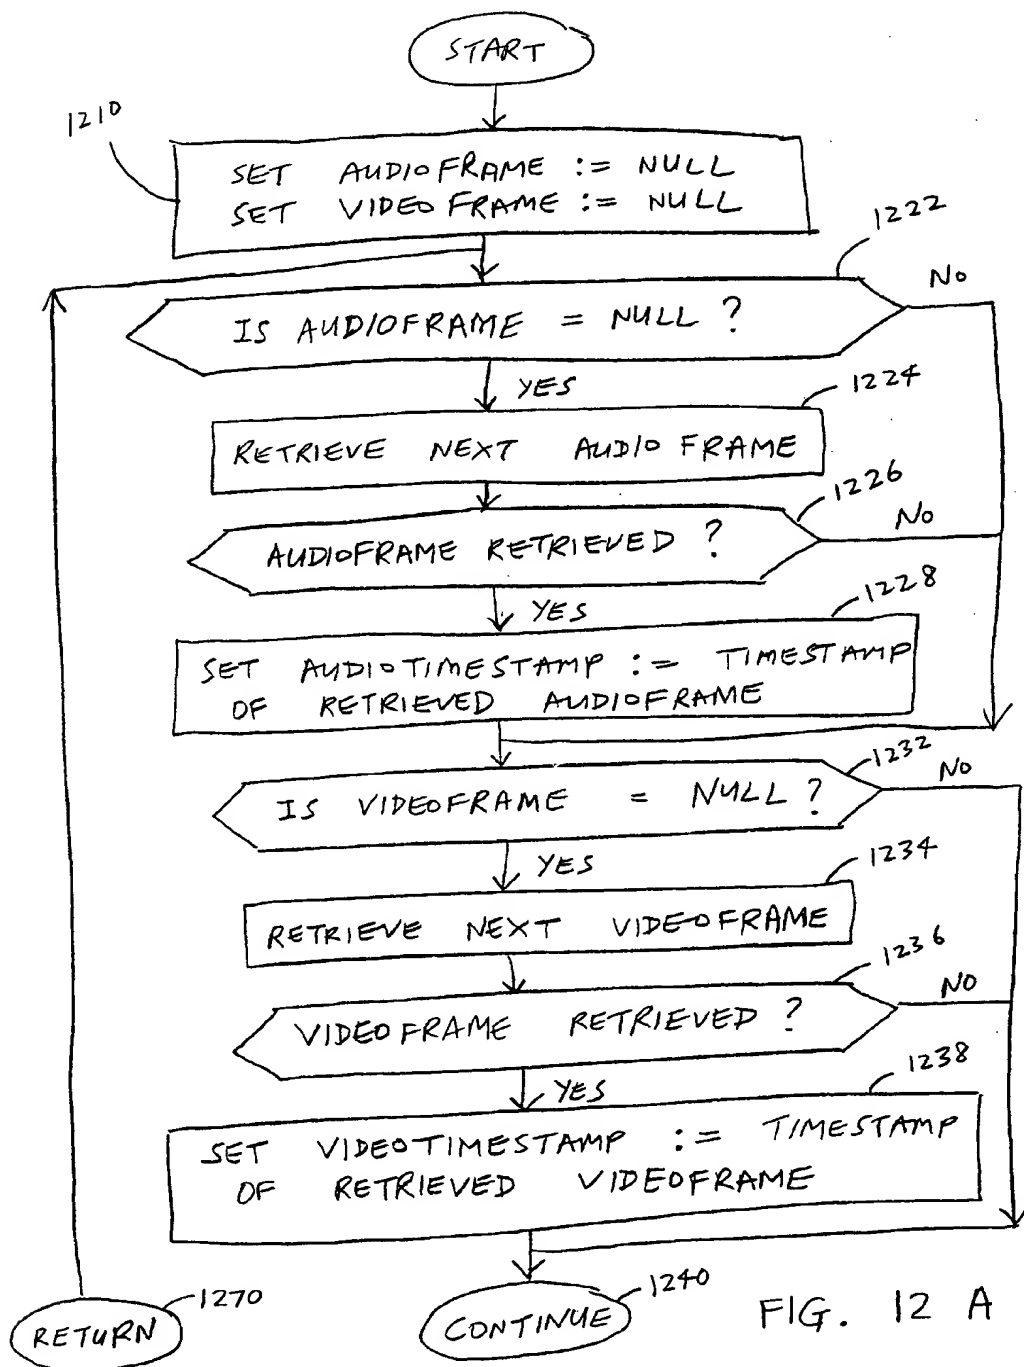 START
1210
SET AUDIOFRAME := NULL
SET VIDEOFRAME := NULL
1222
IS AUDIOFRAME = NULL ?
NO
YES
1224
RETRIEVE NEXT AUDIOFRAME
1226
AUDIOFRAME RETRIEVED ?
NO
YES
1228
SET AUDIOTIMESTAMP := TIMESTAMP
OF RETRIEVED AUDIOFRAME
1232
IS VIDEOFRAME = NULL ?
NO
YES
1234
RETRIEVE NEXT VIDEOFRAME
1236
VIDEOFRAME RETRIEVED ?
NO
YES
1238
SET VIDEOTIMESTAMP := TIMESTAMP
OF RETRIEVED VIDEOFRAME
RETURN
1270
CONTINUE
1240
FIG. 12 A